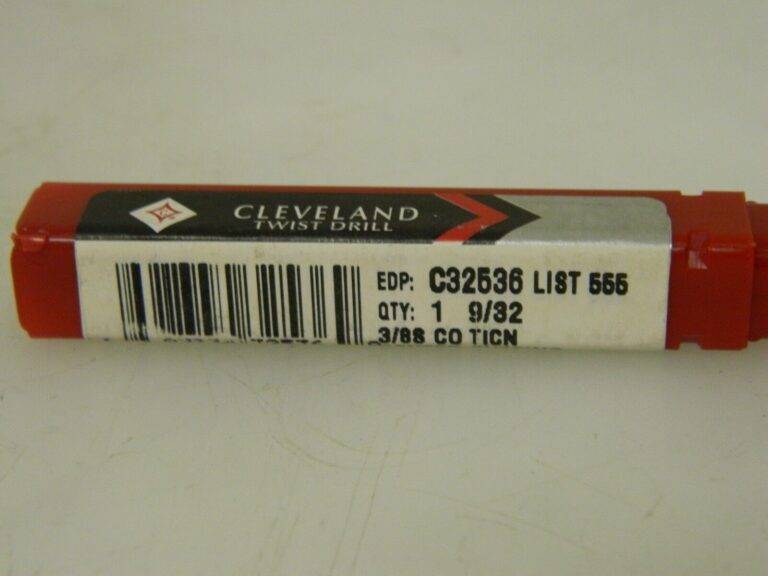 CLEVELAND
TWIST DRILL
EDP: C32536 LIST 555
QTY: 1 9/32
3/8S CO TICN